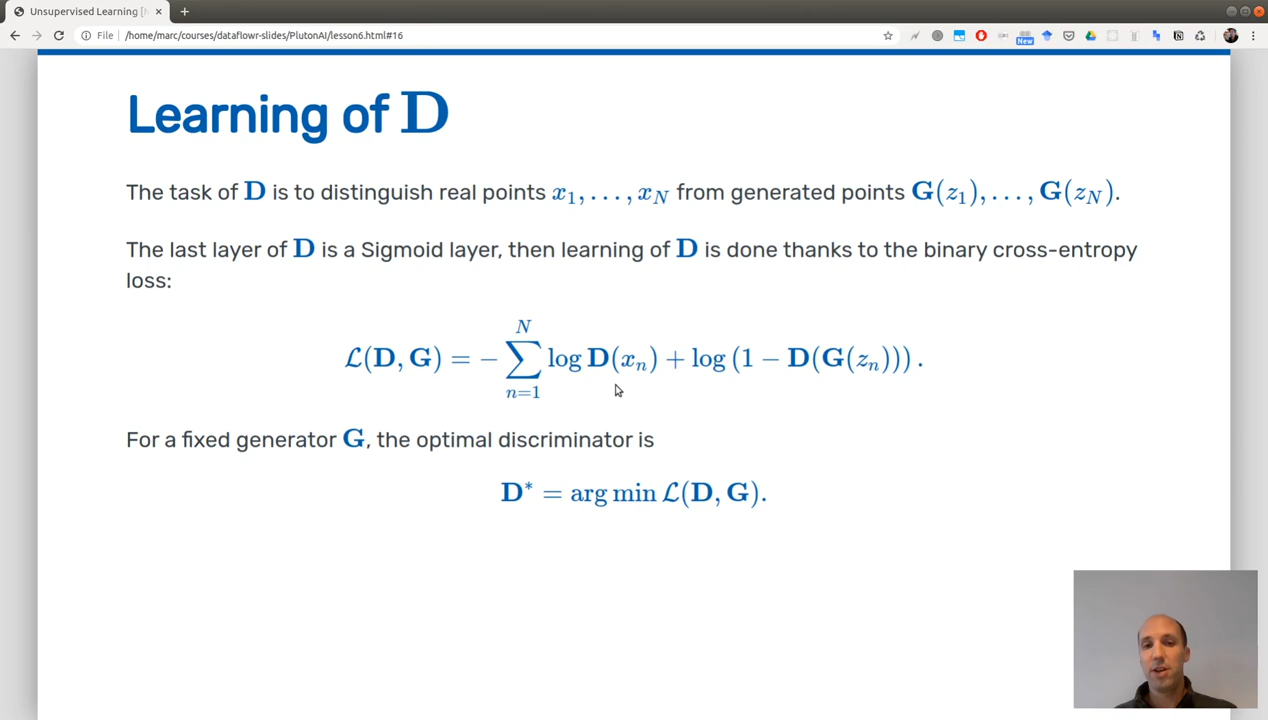 Unsupervised Learning [
File /home/marc/courses/dataflowr-slides/PlutonAI/lesson6.html#16
New
Learning of D
The task of D is to distinguish real points x₁, . . . , x_N from generated points G(z₁), . . . , G(z_N).
The last layer of D is a Sigmoid layer, then learning of D is done thanks to the binary cross-entropy
loss:
ℒ(D, G) = − ∑_{n=1}^{N} log D(x_n) + log (1 − D(G(z_n))) .
For a fixed generator G, the optimal discriminator is
D* = arg min ℒ(D, G).